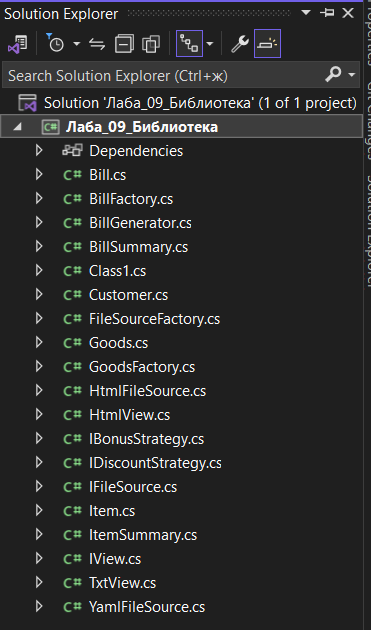 Solution Explorer
Search Solution Explorer (Ctrl+ж)
Solution 'Лаба_09_Библиотека' (1 of 1 project)
C# Лаба_09_Библиотека
Dependencies
C# Bill.cs
C# BillFactory.cs
C# BillGenerator.cs
C# BillSummary.cs
C# Class1.cs
C# Customer.cs
C# FileSourceFactory.cs
C# Goods.cs
C# GoodsFactory.cs
C# HtmlFileSource.cs
C# HtmlView.cs
C# IBonusStrategy.cs
C# IDiscountStrategy.cs
C# IFileSource.cs
C# Item.cs
C# ItemSummary.cs
C# IView.cs
C# TxtView.cs
C# YamlFileSource.cs